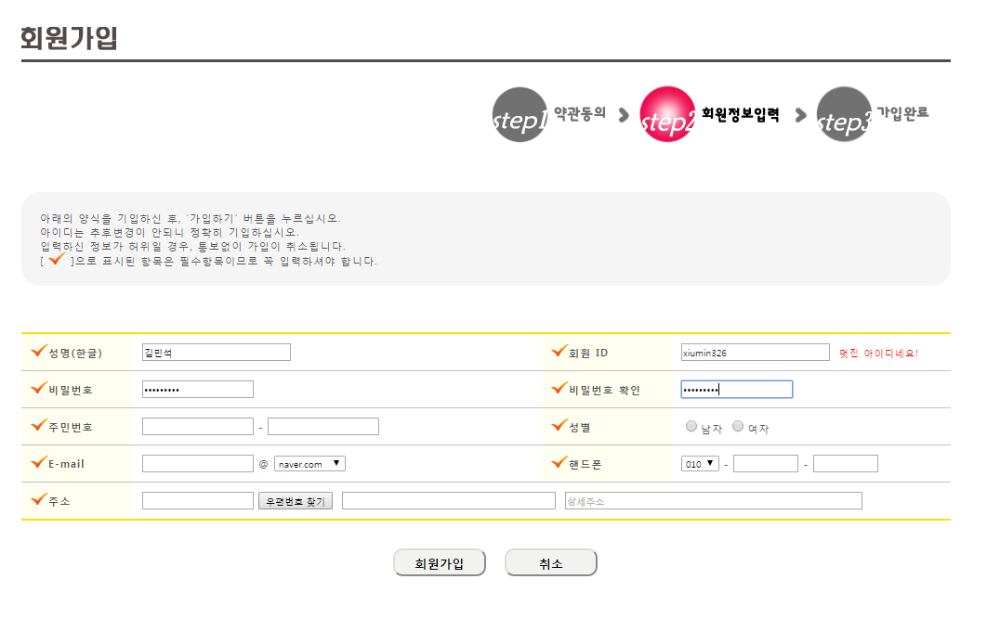 회원가입
step1 약관동의 step2 회원정보입력 step3 가입완료
아래의 양식을 기입하신 후, '가입하기' 버튼을 누르십시오.
아이디는 추후변경이 안되니 정확히 기입하십시오.
입력하신 정보가 허위일 경우, 통보없이 가입이 취소됩니다.
[ ]으로 표시된 항목은 필수항목이므로 꼭 입력하셔야 합니다.
성명(한글) 김민석 회원 ID xiumin326 멋진 아이디네요!
비밀번호 ••••••••• 비밀번호 확인 •••••••••
주민번호 - 성별 남자 여자
E-mail @ naver.com 핸드폰 010 - -
주소 우편번호 찾기 상세주소
회원가입 취소